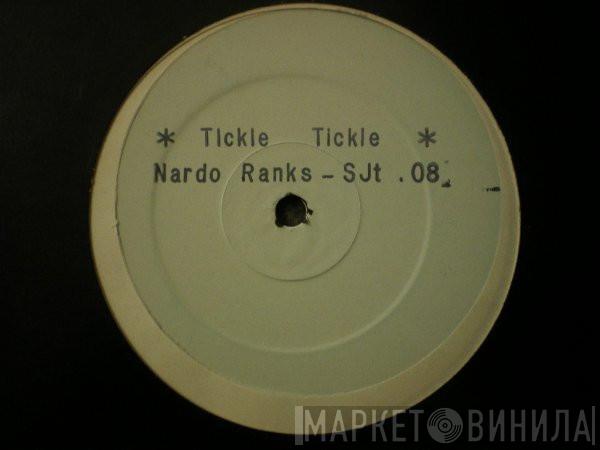 * Tickle Tickle *
Nardo Ranks - SJt .08
МАРКЕТ ВИНИЛА